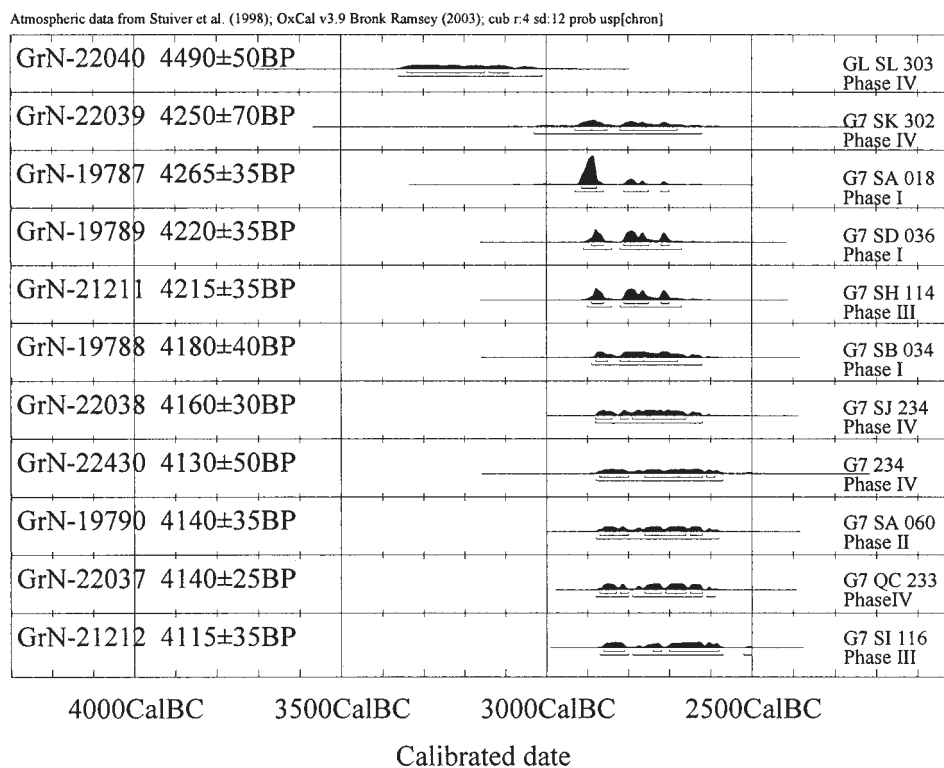 Atmospheric data from Stuiver et al. (1998); OxCal v3.9 Bronk Ramsey (2003); cub r:4 sd:12 prob usp[chron]
GrN-22040 4490±50BP
GL SL 303
Phase IV
GrN-22039 4250±70BP
G7 SK 302
Phase IV
GrN-19787 4265±35BP
G7 SA 018
Phase I
GrN-19789 4220±35BP
G7 SD 036
Phase I
GrN-21211 4215±35BP
G7 SH 114
Phase III
GrN-19788 4180±40BP
G7 SB 034
Phase I
GrN-22038 4160±30BP
G7 SJ 234
Phase IV
GrN-22430 4130±50BP
G7 234
Phase IV
GrN-19790 4140±35BP
G7 SA 060
Phase II
GrN-22037 4140±25BP
G7 QC 233
PhaseIV
GrN-21212 4115±35BP
G7 SI 116
Phase III
4000CalBC 3500CalBC 3000CalBC 2500CalBC
Calibrated date